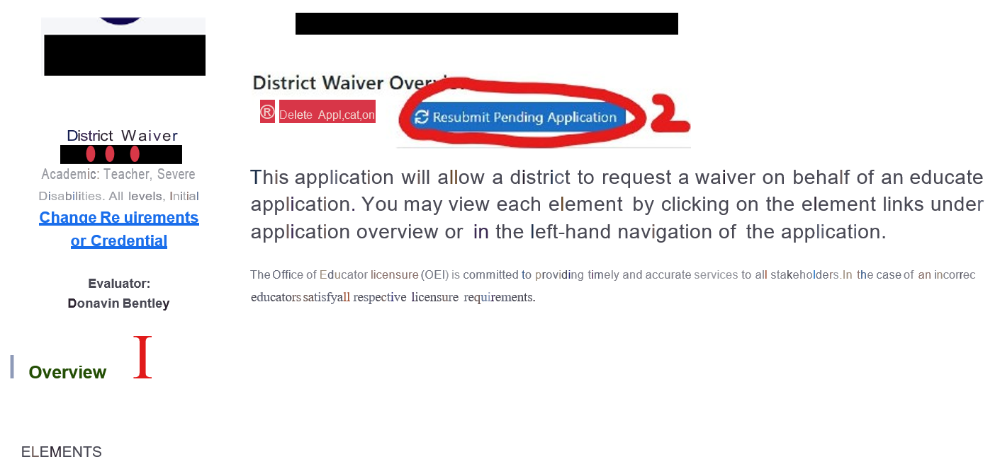 District Waiver
Academic: Teacher, Severe
Disabilities. All levels, Initial
Change Re uirements
or Credential
Evaluator:
Donavin Bentley
I
Overview
ELEMENTS
District Waiver
® Delete Appl,cat,on
Resubmit Pending Application 2
This application will allow a district to request a waiver on behalf of an educate
application. You may view each element by clicking on the element links under
application overview or in the left-hand navigation of the application.
The Office of Educator licensure (OEI) is committed to providing timely and accurate services to all stakeholders.In the case of an incorrec
educators satisfyall respective licensure requirements.